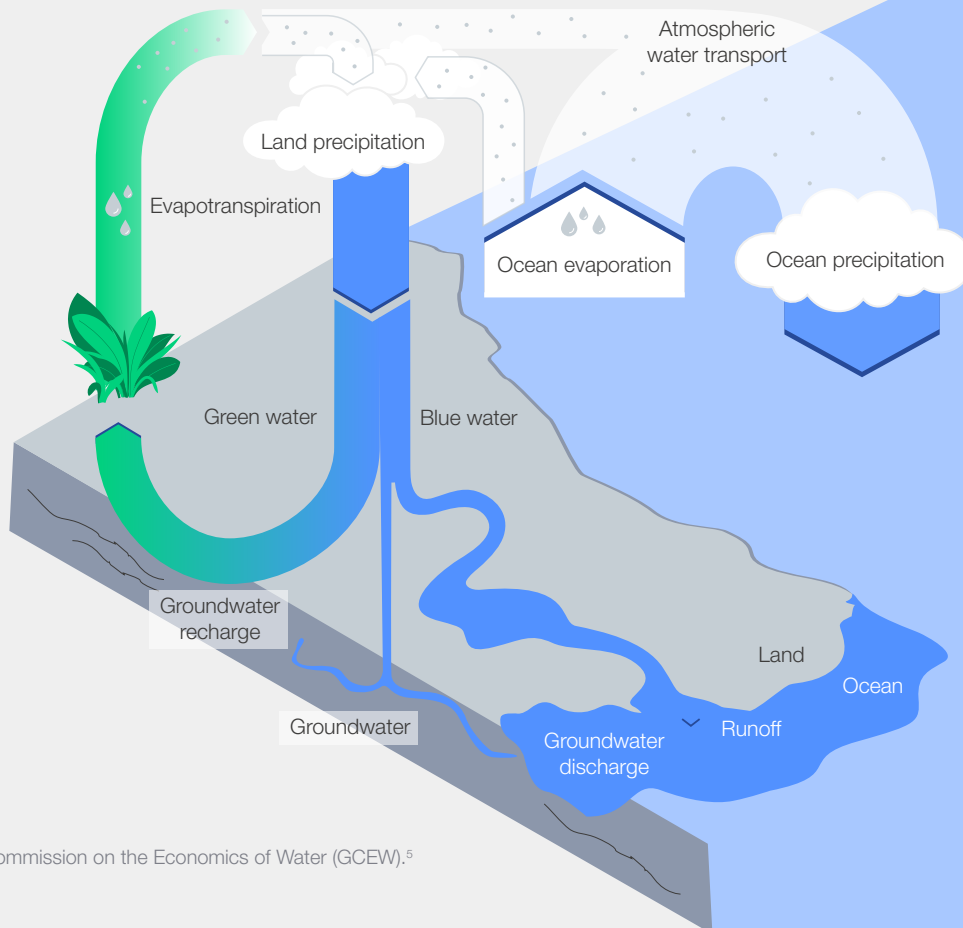 Atmospheric
water transport
Land precipitation
Evapotranspiration
Ocean evaporation
Ocean precipitation
Green water
Blue water
Groundwater
recharge
Land
Ocean
Groundwater
Runoff
Groundwater
discharge
ommission on the Economics of Water (GCEW).⁵